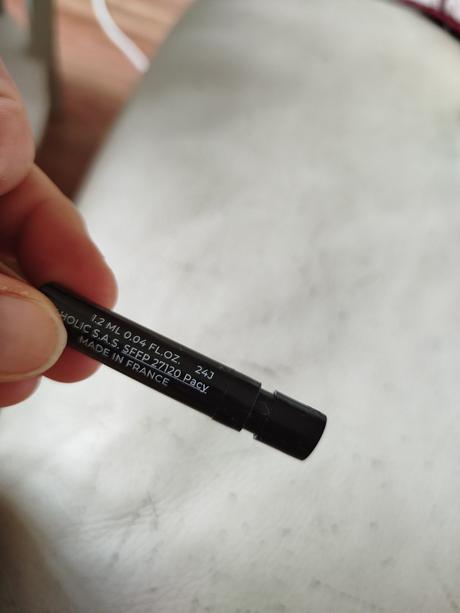 1.2 ML 0.04 FL.OZ. 24J
HOLIC S.A.S. SFFP 27120 Pacy
MADE IN FRANCE